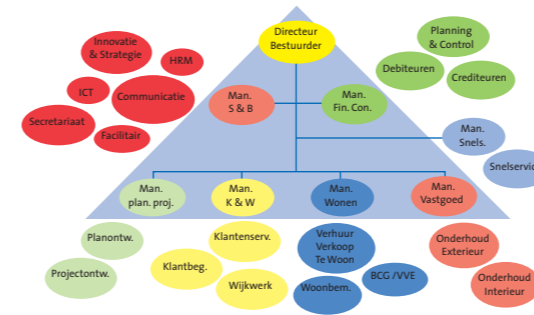 Directeur
Bestuurder
Innovatie
& Strategie
HRM
ICT
Communicatie
Secretariaat
Facilitair
Planning
& Control
Debiteuren
Crediteuren
Man.
S & B
Man.
Fin. Con.
Man.
Snels.
Man.
plan. proj.
Man.
K & W
Man.
Wonen
Man.
Vastgoed
Planontw.
Projectontw.
Klantenserv.
Klantbeg.
Wijkwerk
Verhuur
Verkoop
Te Woon
Woonbem.
BCG /VVE
Onderhoud
Exterieur
Onderhoud
Interieur